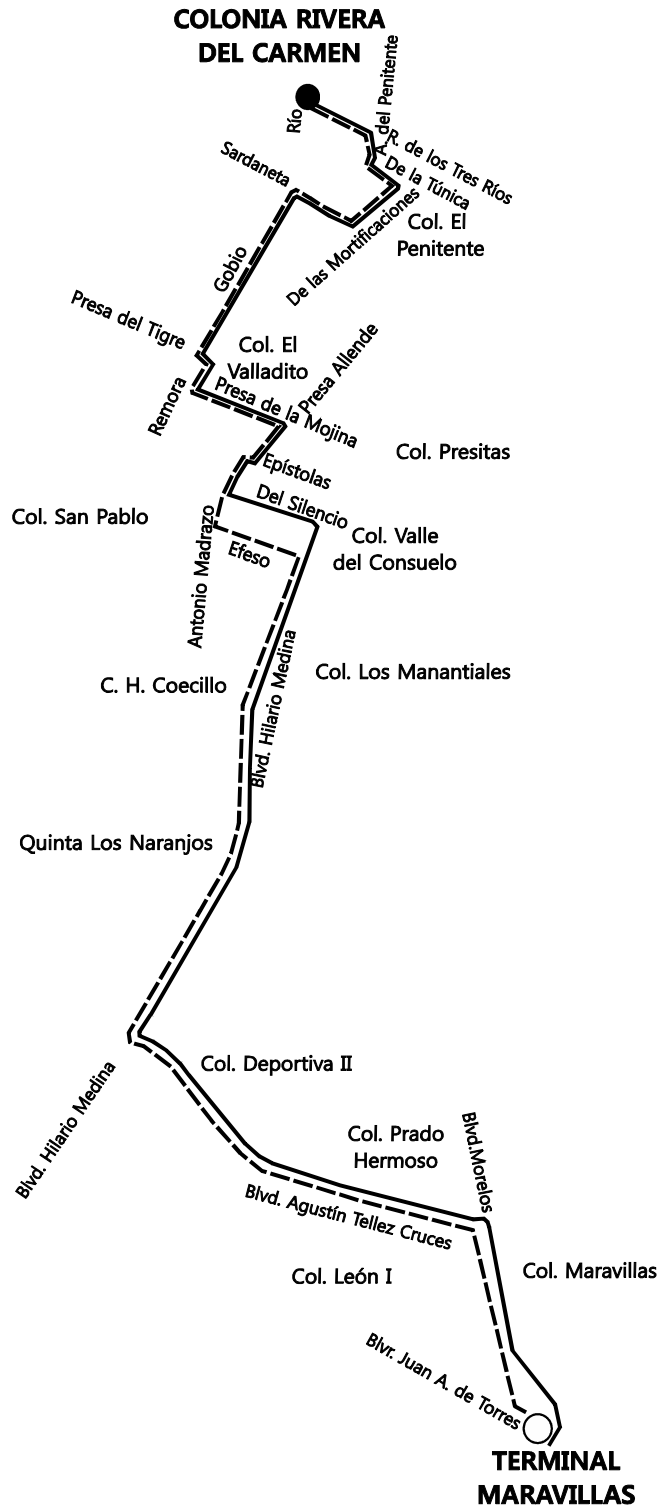 COLONIA RIVERA
DEL CARMEN
Río
A. del Penitente
R. de los Tres Ríos
De la Túnica
Sardaneta
De las Mortificaciones
Col. El
Penitente
Gobio
Presa del Tigre
Col. El
Valladito
Presa Allende
Remora
Presa de la Mojina
Col. Presitas
Epístolas
Del Silencio
Col. San Pablo
Antonio Madrazo
Efeso
Col. Valle
del Consuelo
Blvd. Hilario Medina
Col. Los Manantiales
C. H. Coecillo
Quinta Los Naranjos
Blvd. Hilario Medina
Col. Deportiva II
Col. Prado
Hermoso
Blvd.Morelos
Blvd. Agustín Tellez Cruces
Col. León I
Col. Maravillas
Blvr. Juan A. de Torres
TERMINAL
MARAVILLAS